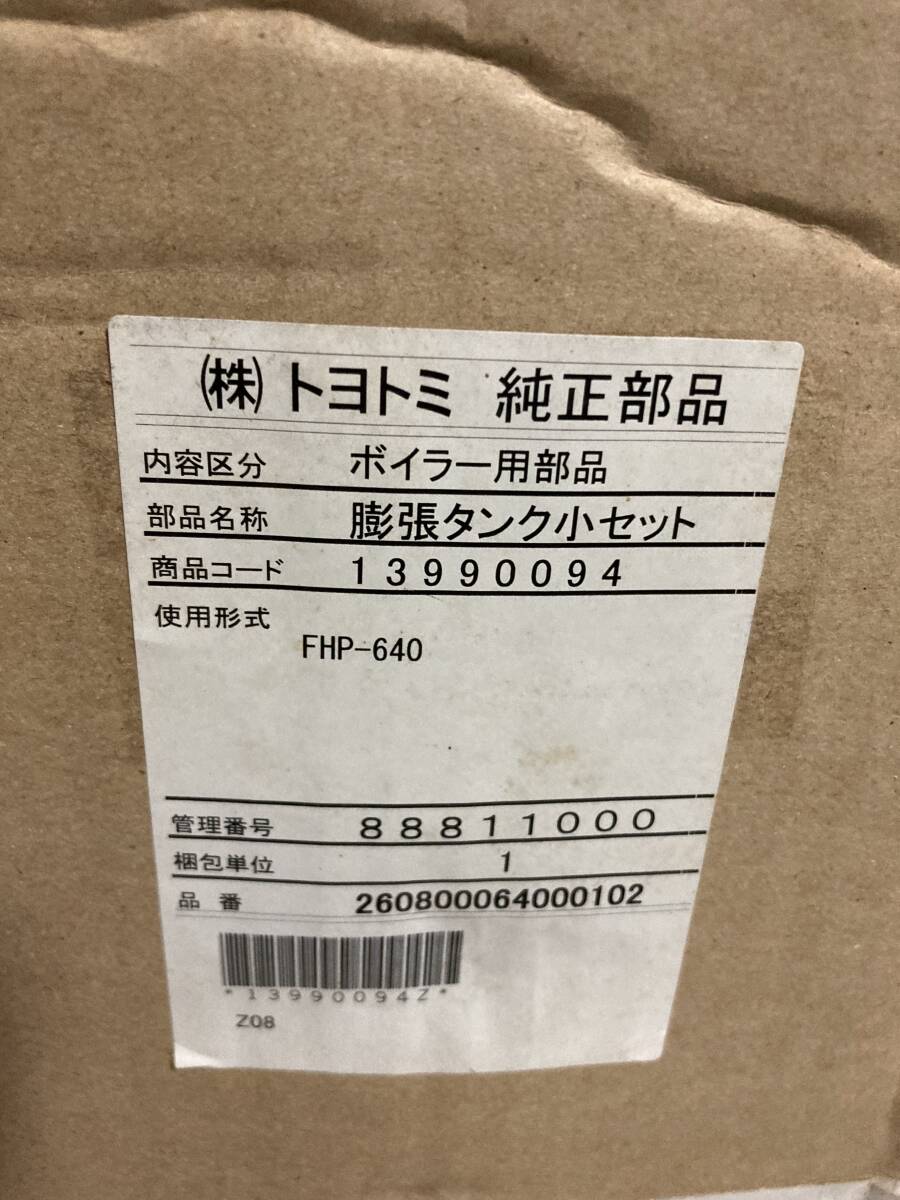 ㈱トヨトミ 純正部品
内容区分 ボイラー用部品
部品名称 膨張タンク小セット
商品コード 13990094
使用形式
FHP-640
管理番号 88811000
梱包単位 1
品番 260800064000102
*13990094Z*
Z08